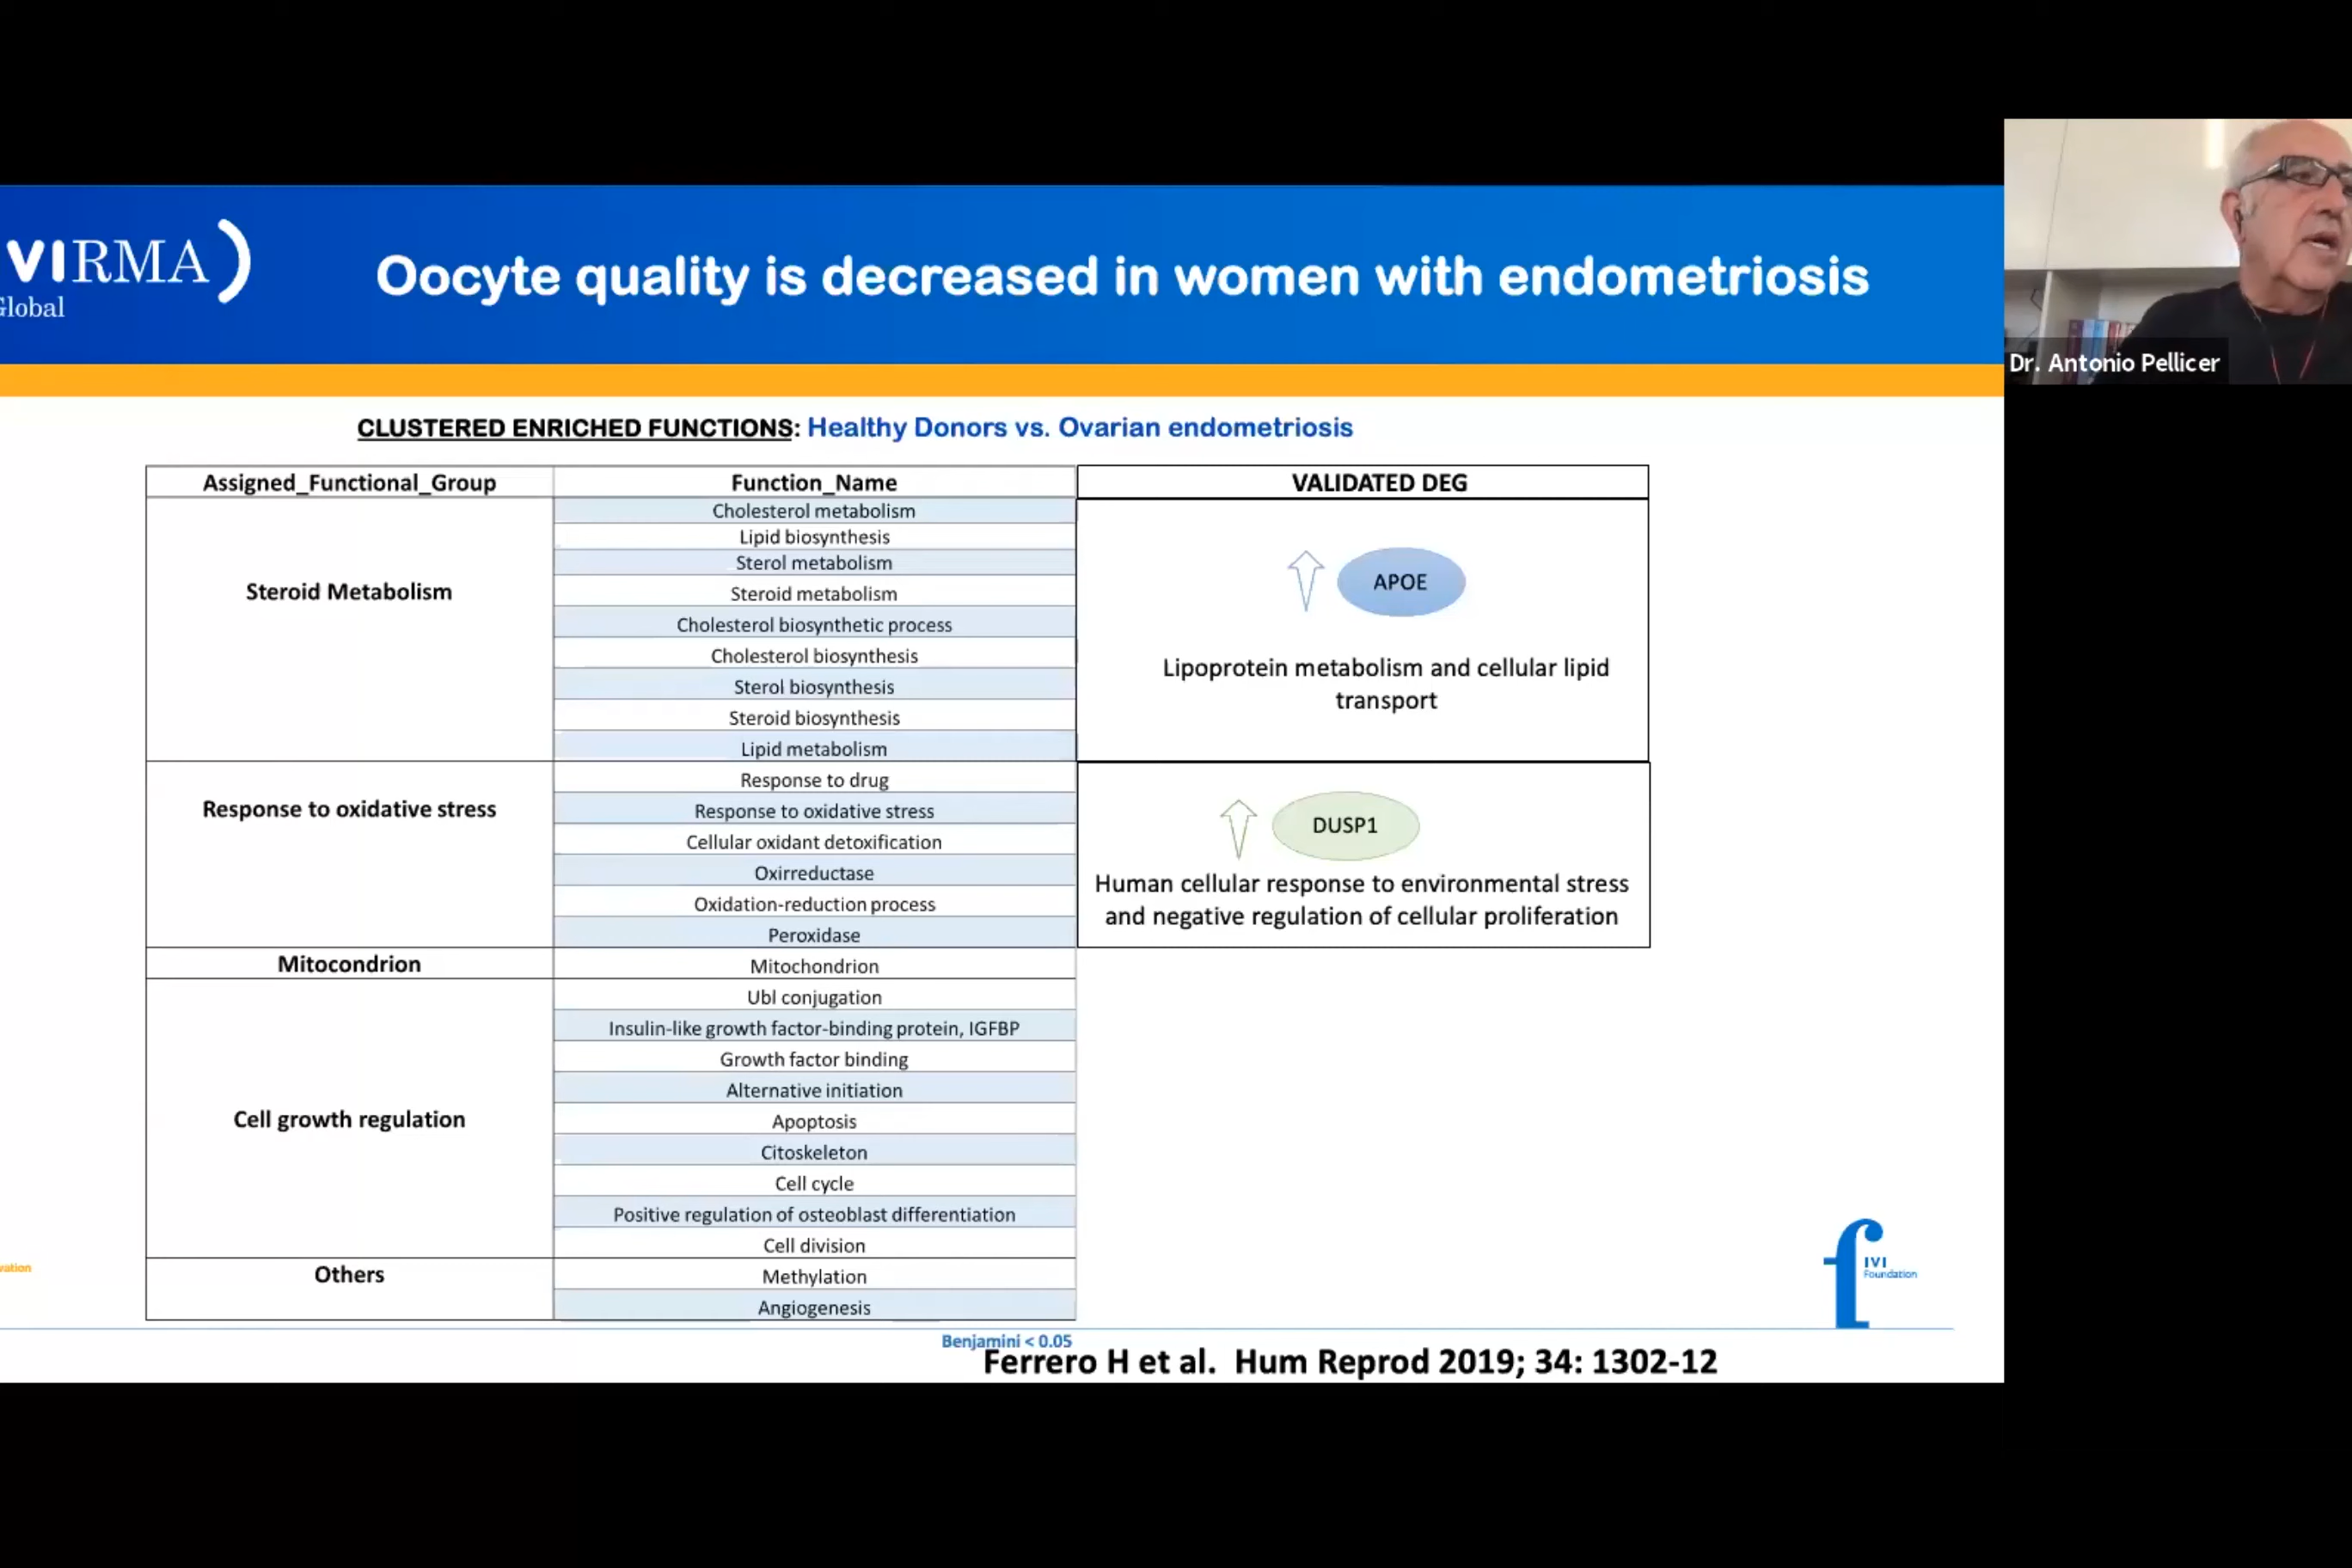 VIRMA
Global
Oocyte quality is decreased in women with endometriosis
Dr. Antonio Pellicer
CLUSTERED ENRICHED FUNCTIONS: Healthy Donors vs. Ovarian endometriosis
Assigned_Functional_Group
Function_Name
VALIDATED DEG
Steroid Metabolism
Cholesterol metabolism
Lipid biosynthesis
Sterol metabolism
Steroid metabolism
Cholesterol biosynthetic process
Cholesterol biosynthesis
Sterol biosynthesis
Steroid biosynthesis
Lipid metabolism
APOE
Lipoprotein metabolism and cellular lipid
transport
Response to oxidative stress
Response to drug
Response to oxidative stress
Cellular oxidant detoxification
Oxirreductase
Oxidation-reduction process
Peroxidase
DUSP1
Human cellular response to environmental stress
and negative regulation of cellular proliferation
Mitocondrion
Mitochondrion
Cell growth regulation
Ubl conjugation
Insulin-like growth factor-binding protein, IGFBP
Growth factor binding
Alternative initiation
Apoptosis
Citoskeleton
Cell cycle
Positive regulation of osteoblast differentiation
Cell division
Others
Methylation
Angiogenesis
IVI
Foundation
Benjamini < 0.05
Ferrero H et al. Hum Reprod 2019; 34: 1302-12